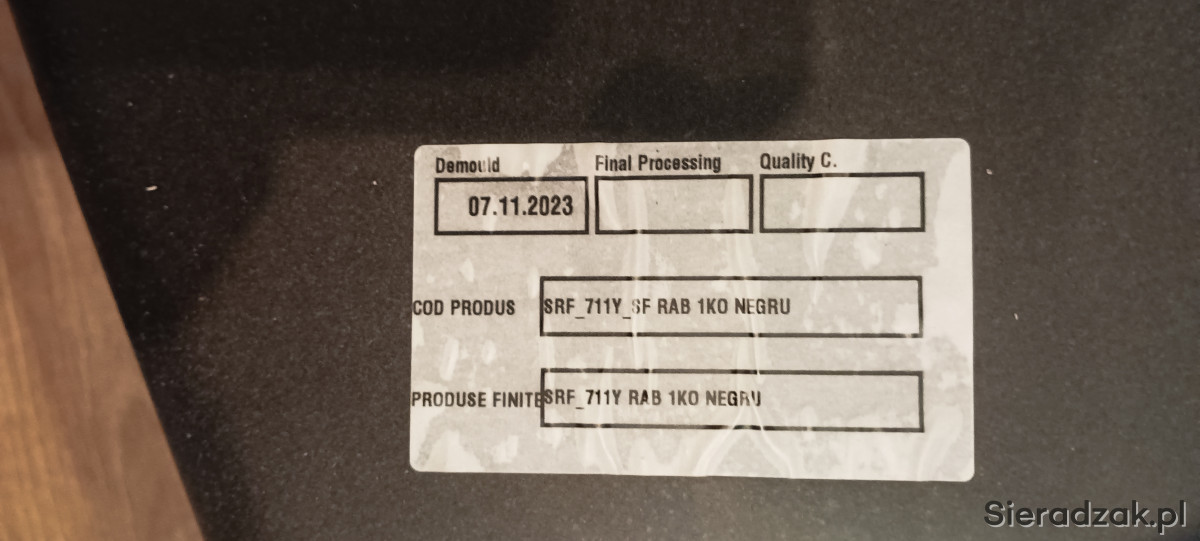 Demould Final Processing Quality C.
07.11.2023
COD PRODUS SRF_711Y_SF RAB 1KO NEGRU
PRODUSE FINITE SRF_711Y RAB 1KO NEGRU
Sieradzak.pl